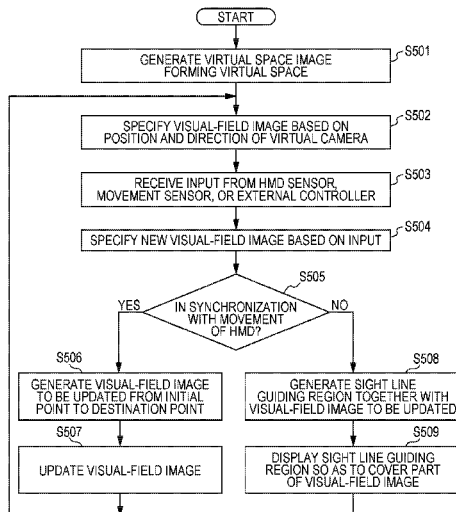 START
S501
GENERATE VIRTUAL SPACE IMAGE
FORMING VIRTUAL SPACE
S502
SPECIFY VISUAL-FIELD IMAGE BASED ON
POSITION AND DIRECTION OF VIRTUAL CAMERA
S503
RECEIVE INPUT FROM HMD SENSOR,
MOVEMENT SENSOR, OR EXTERNAL CONTROLLER
S504
SPECIFY NEW VISUAL-FIELD IMAGE BASED ON INPUT
S505
YES
IN SYNCHRONIZATION
WITH MOVEMENT
OF HMD?
NO
S506
GENERATE VISUAL-FIELD IMAGE
TO BE UPDATED FROM INITIAL
POINT TO DESTINATION POINT
S507
UPDATE VISUAL-FIELD IMAGE
S508
GENERATE SIGHT LINE
GUIDING REGION TOGETHER WITH
VISUAL-FIELD IMAGE TO BE UPDATED
S509
DISPLAY SIGHT LINE GUIDING
REGION SO AS TO COVER PART
OF VISUAL-FIELD IMAGE